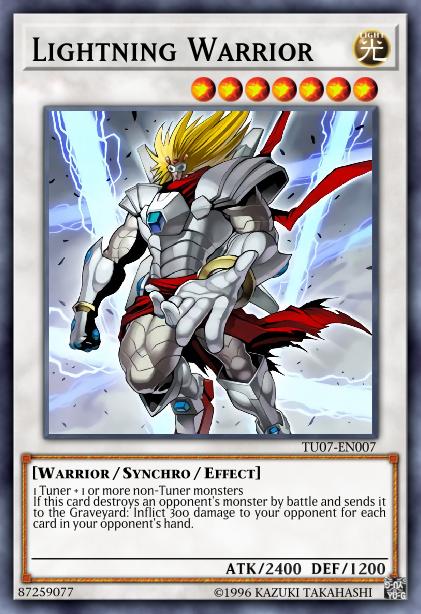 LIGHTNING WARRIOR
LIGHT
光
TU07-EN007
[WARRIOR / SYNCHRO / EFFECT]
1 Tuner + 1 or more non-Tuner monsters
If this card destroys an opponent's monster by battle and sends it
to the Graveyard: Inflict 300 damage to your opponent for each
card in your opponent's hand.
ATK/2400 DEF/1200
87259077
©1996 KAZUKI TAKAHASHI